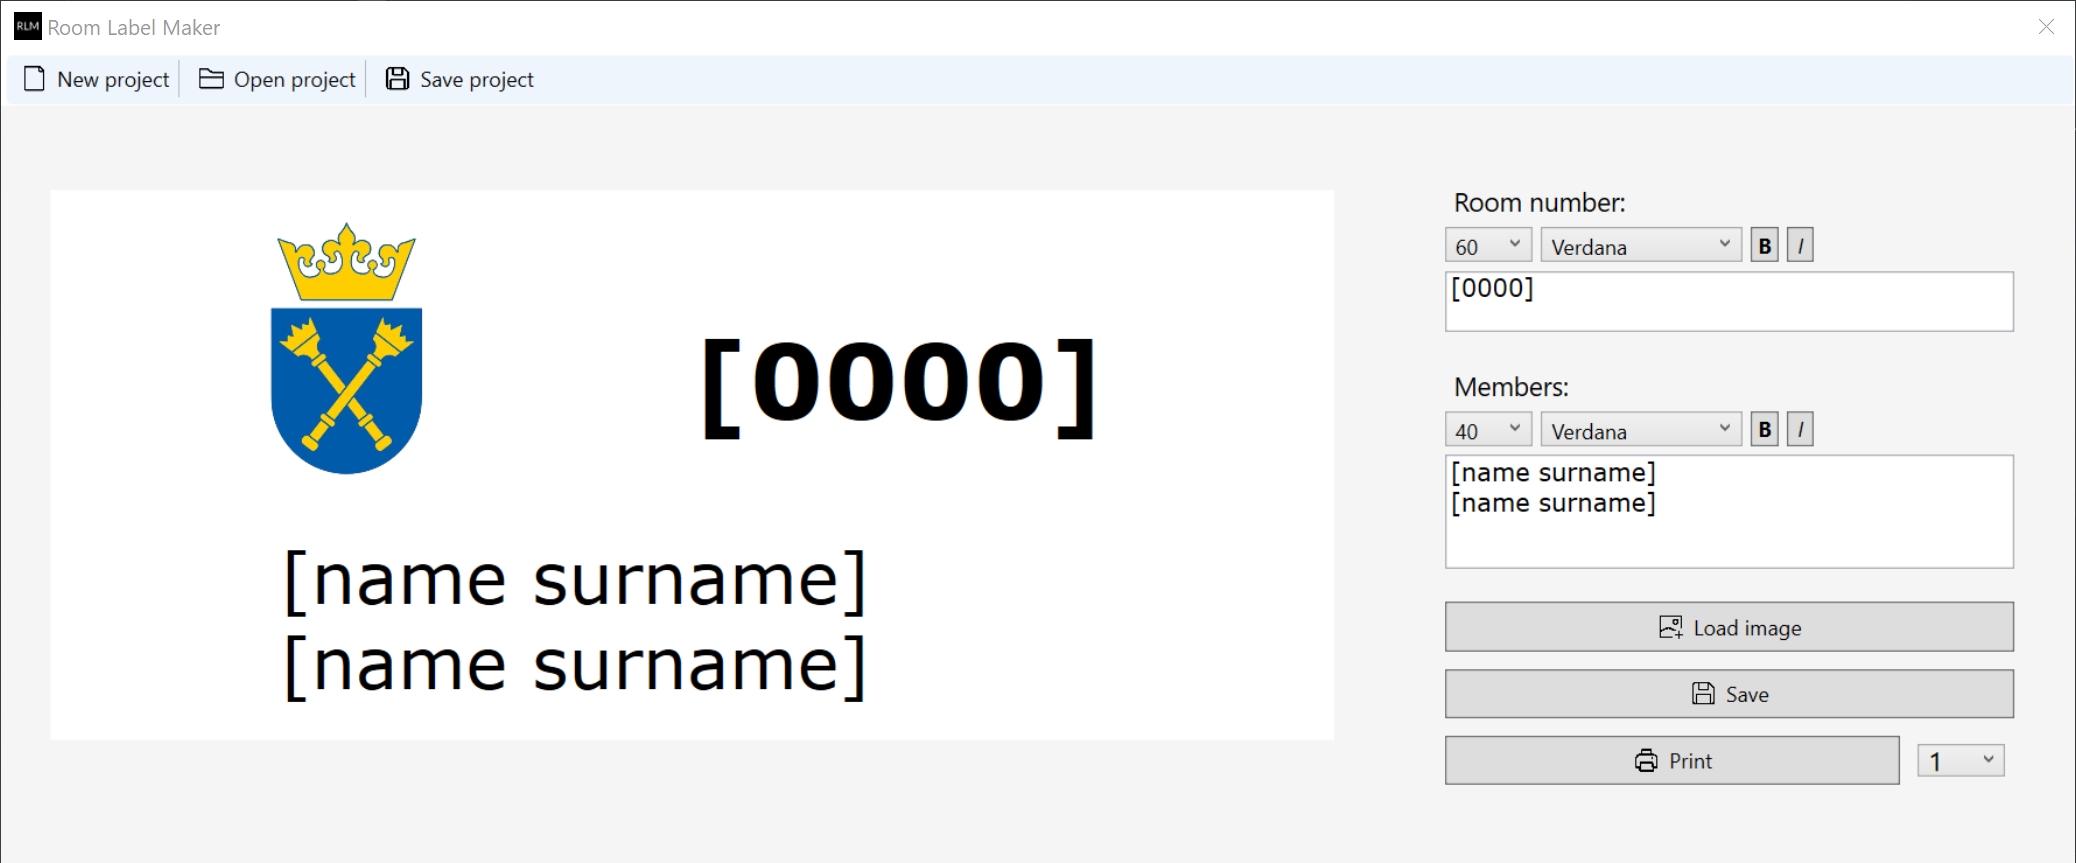 RLM Room Label Maker
New project Open project Save project
[0000]
[name surname]
[name surname]
Room number:
60 Verdana B I
[0000]
Members:
40 Verdana B I
[name surname]
[name surname]
Load image
Save
Print 1